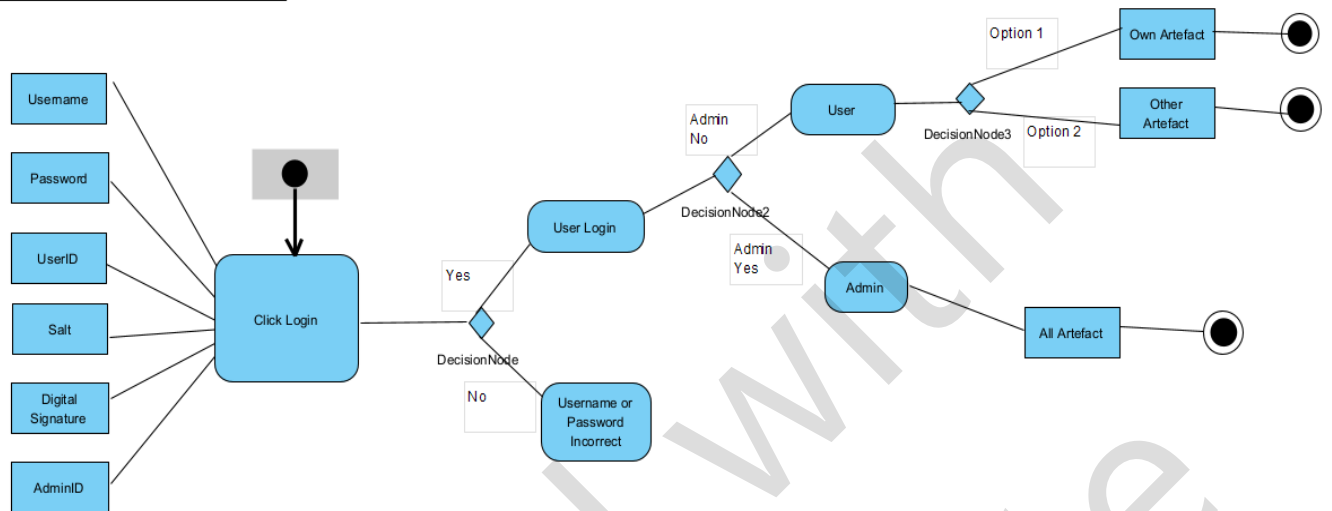 Username
Password
UserID
Salt
Digital
Signature
AdminID
Click Login
Yes
DecisionNode
No
User Login
Username or
Password
Incorrect
Admin
No
DecisionNode2
Admin
Yes
User
Admin
DecisionNode3
Option 1
Option 2
Own Artefact
Other
Artefact
All Artefact
with